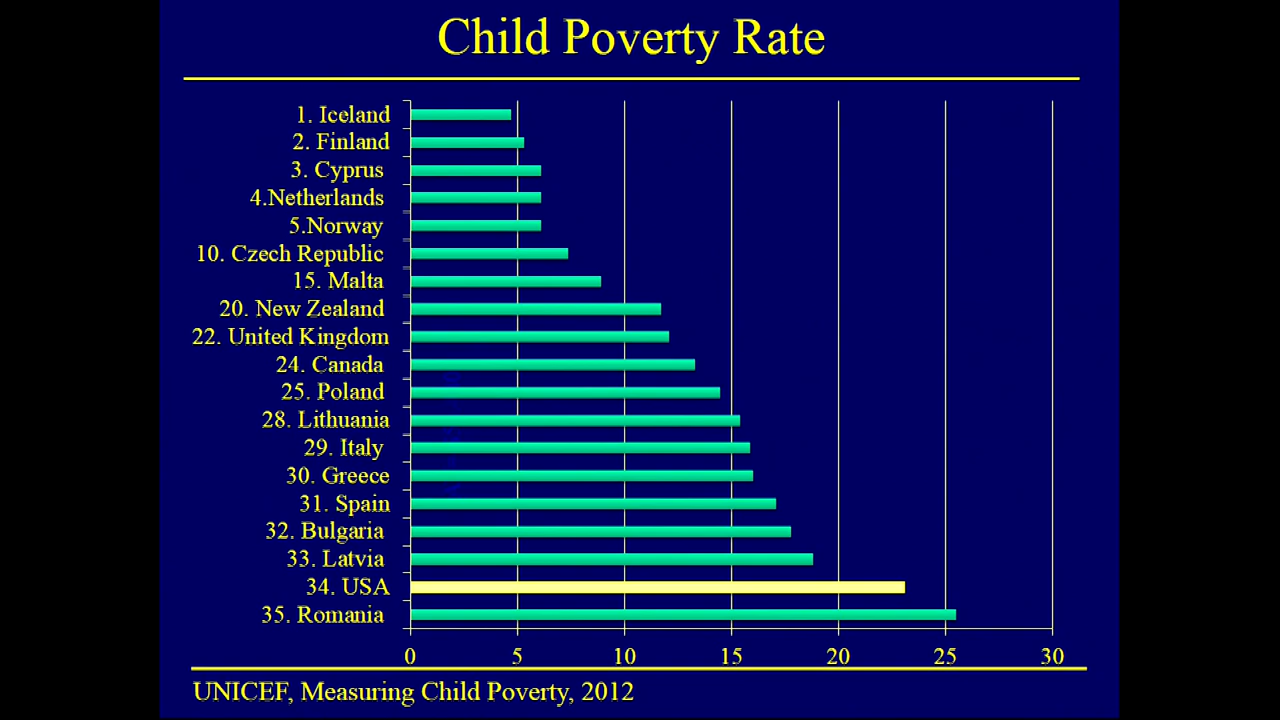 Child Poverty Rate
1. Iceland
2. Finland
3. Cyprus
4.Netherlands
5.Norway
10. Czech Republic
15. Malta
20. New Zealand
22. United Kingdom
24. Canada
25. Poland
28. Lithuania
29. Italy
30. Greece
31. Spain
32. Bulgaria
33. Latvia
34. USA
35. Romania
0 5 10 15 20 25 30
UNICEF, Measuring Child Poverty, 2012